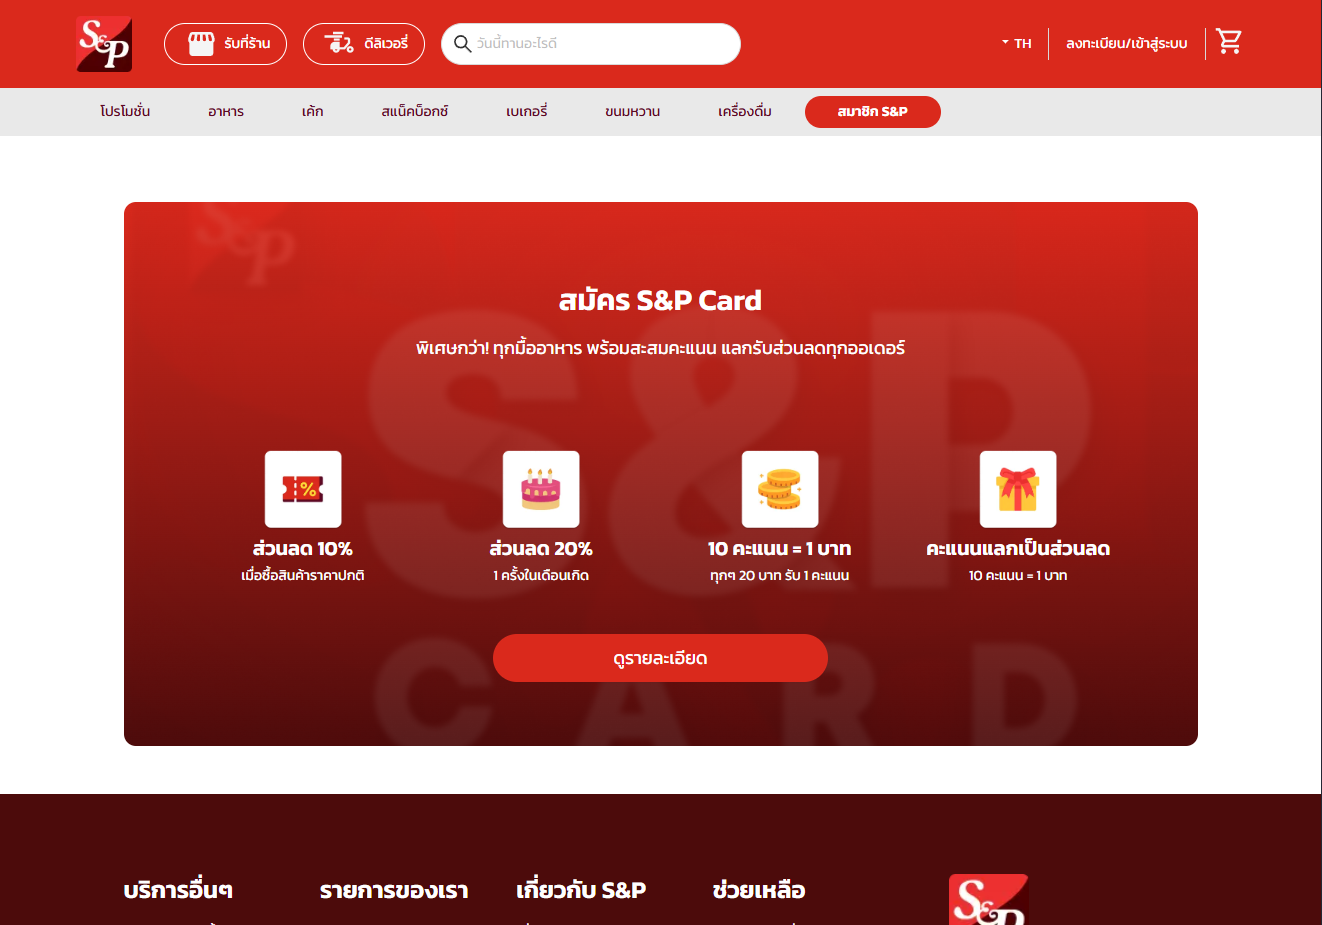 S&P
รับที่ร้าน
ดีลิเวอรี่
วันนี้ทานอะไรดี
TH
ลงทะเบียน/เข้าสู่ระบบ
โปรโมชั่น
อาหาร
เค้ก
สแน็คบ็อกซ์
เบเกอรี่
ขนมหวาน
เครื่องดื่ม
สมาชิก S&P
S&P
สมัคร S&P Card
พิเศษกว่า! ทุกมื้ออาหาร พร้อมสะสมคะแนน แลกรับส่วนลดทุกออเดอร์
S&P
%
ส่วนลด 10%
เมื่อซื้อสินค้าราคาปกติ
ส่วนลด 20%
1 ครั้งในเดือนเกิด
10 คะแนน = 1 บาท
ทุกๆ 20 บาท รับ 1 คะแนน
คะแนนแลกเป็นส่วนลด
10 คะแนน = 1 บาท
ดูรายละเอียด
CARD
บริการอื่นๆ
รายการของเรา
เกี่ยวกับ S&P
ช่วยเหลือ
S&P